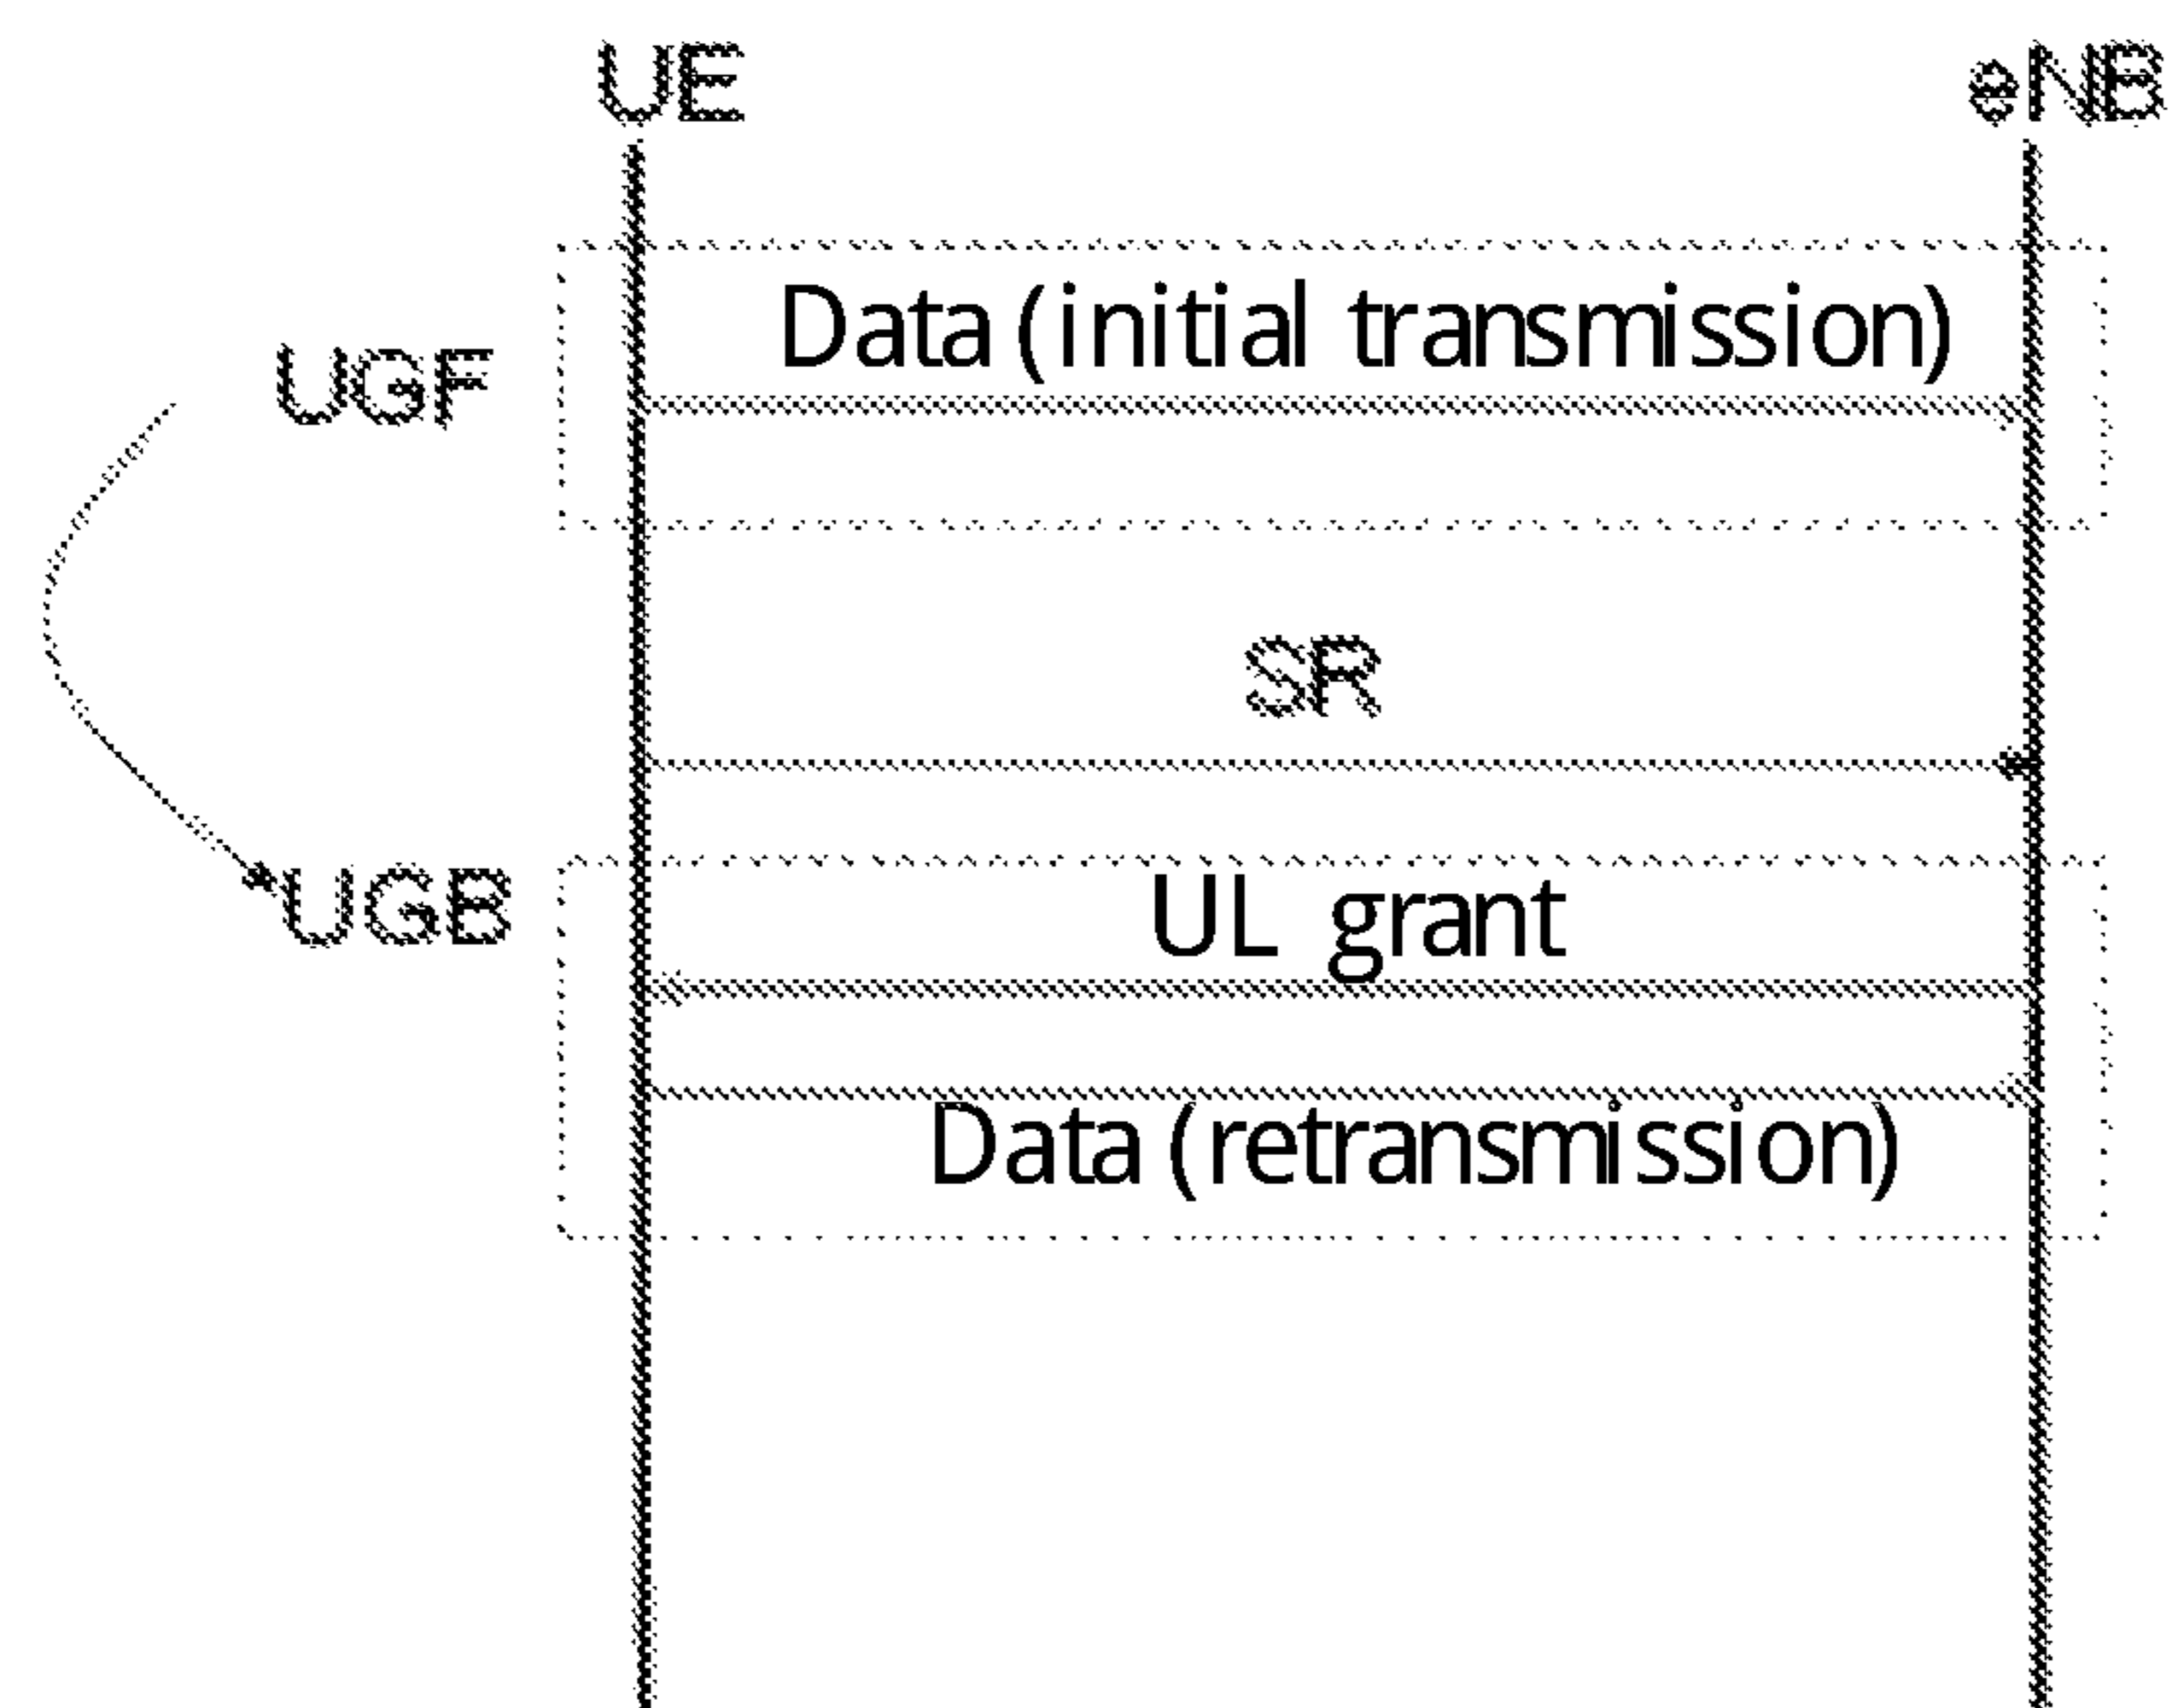 UE eNB
Data (initial transmission)
UGF
SR
UGB
UL grant
Data (retransmission)